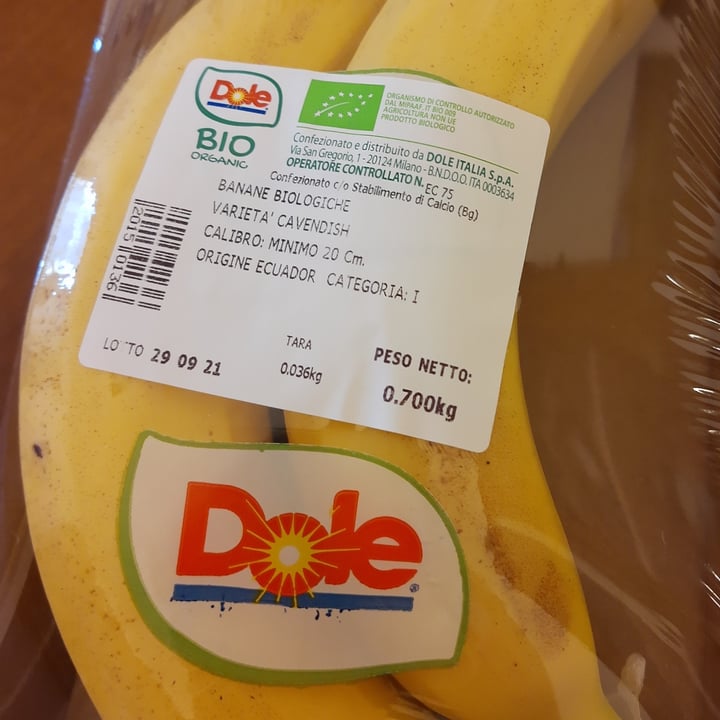 Dole
BIO
ORGANIC
ORGANISMO DI CONTROLLO AUTORIZZATO
DAL MIPAAF. IT BIO 009
AGRICOLTURA NON UE
PRODOTTO BIOLOGICO
Confezionato e distribuito da DOLE ITALIA S.p.A.
Via San Gregorio, 1 - 20124 Milano - B.N.D.O.O. ITA 0003634
OPERATORE CONTROLLATO N. EC 75
Confezionato c/o Stabilimento di Calcio (Bg)
BANANE BIOLOGICHE
VARIETA' CAVENDISH
CALIBRO: MINIMO 20 Cm.
ORIGINE ECUADOR CATEGORIA: I
2015 0136
LOTTO 29 09 21
TARA
0.036kg
PESO NETTO:
0.700kg
Dole